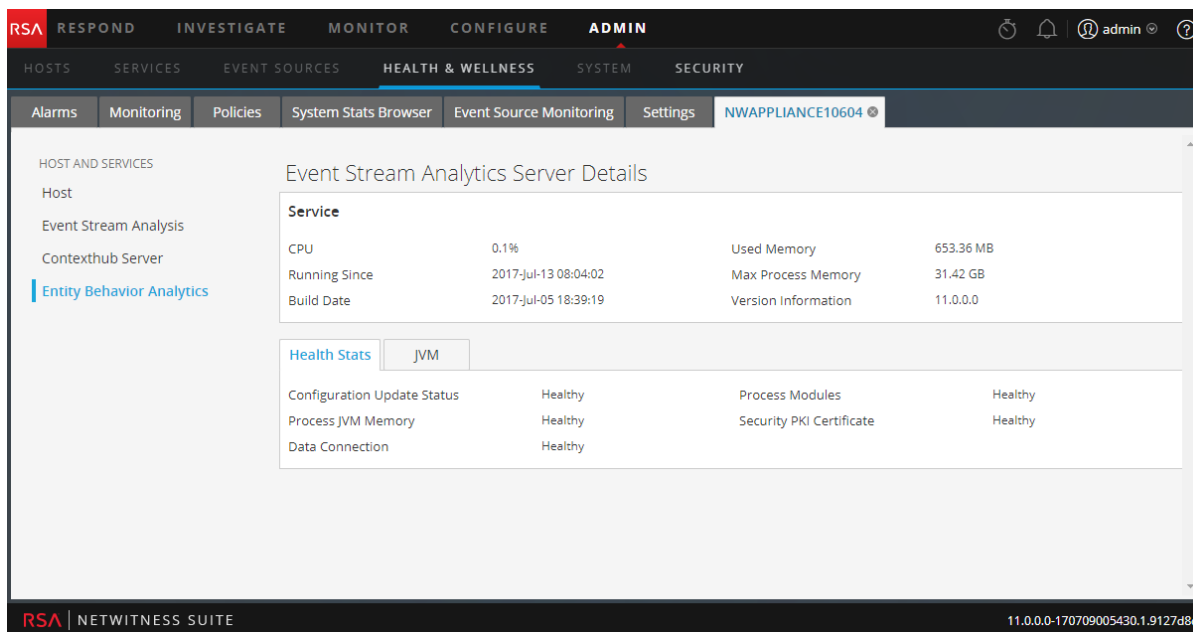 RSA RESPOND INVESTIGATE MONITOR CONFIGURE ADMIN admin
HOSTS SERVICES EVENT SOURCES HEALTH & WELLNESS SYSTEM SECURITY
Alarms Monitoring Policies System Stats Browser Event Source Monitoring Settings NWAPPLIANCE10604
HOST AND SERVICES
Host
Event Stream Analysis
Contexthub Server
Entity Behavior Analytics
Event Stream Analytics Server Details
Service
CPU 0.1% Used Memory 653.36 MB
Running Since 2017-Jul-13 08:04:02 Max Process Memory 31.42 GB
Build Date 2017-Jul-05 18:39:19 Version Information 11.0.0.0
Health Stats JVM
Configuration Update Status Healthy Process Modules Healthy
Process JVM Memory Healthy Security PKI Certificate Healthy
Data Connection Healthy
RSA | NETWITNESS SUITE 11.0.0.0-170709005430.1.9127d8